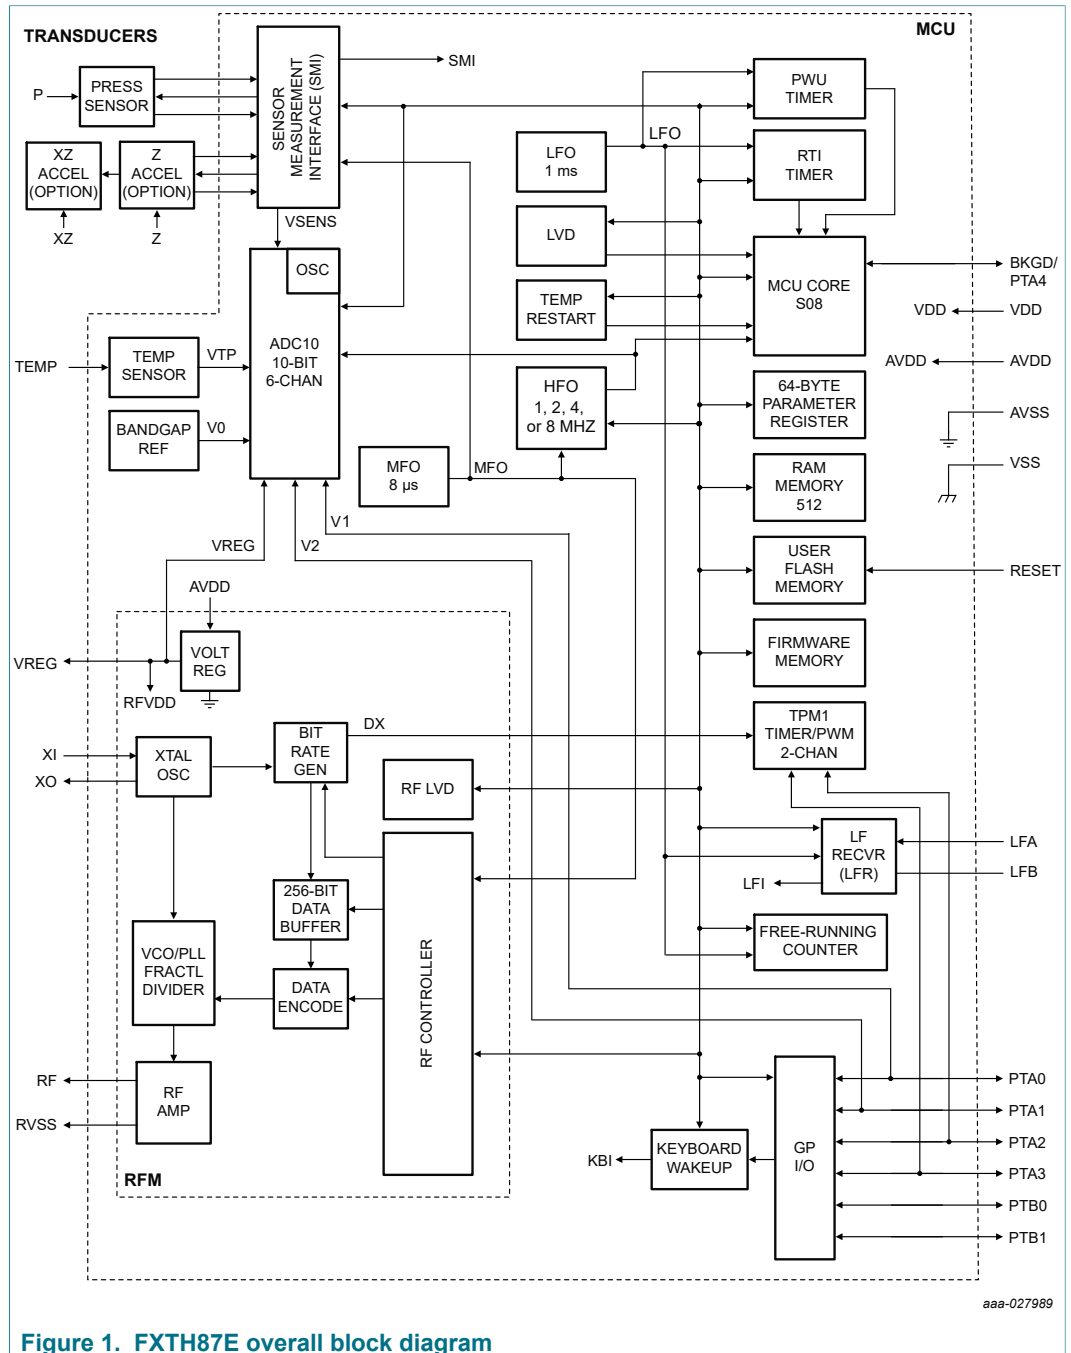 TRANSDUCERS
MCU
P
PRESS
SENSOR
SENSOR
MEASUREMENT
INTERFACE (SMI)
SMI
PWU
TIMER
LFO
1 ms
LFO
RTI
TIMER
XZ
ACCEL
(OPTION)
Z
ACCEL
(OPTION)
XZ
Z
VSENS
LVD
OSC
ADC10
10-BIT
6-CHAN
TEMP
RESTART
MCU CORE
S08
BKGD/
PTA4
VDD
VDD
AVDD
AVDD
TEMP
TEMP
SENSOR
VTP
BANDGAP
REF
V0
HFO
1, 2, 4,
or 8 MHZ
64-BYTE
PARAMETER
REGISTER
AVSS
VSS
MFO
8 µs
MFO
RAM
MEMORY
512
V1
VREG
V2
USER
FLASH
MEMORY
RESET
AVDD
VOLT
REG
VREG
RFVDD
FIRMWARE
MEMORY
XI
XO
XTAL
OSC
BIT
RATE
GEN
DX
TPM1
TIMER/PWM
2-CHAN
RF LVD
LF
RECVR
(LFR)
LFA
LFB
LFI
256-BIT
DATA
BUFFER
RF CONTROLLER
FREE-RUNNING
COUNTER
VCO/PLL
FRACTL
DIVIDER
DATA
ENCODE
RF
RVSS
RF
AMP
RFM
KBI
KEYBOARD
WAKEUP
GP
I/O
PTA0
PTA1
PTA2
PTA3
PTB0
PTB1
aaa-027989
Figure 1. FXTH87E overall block diagram